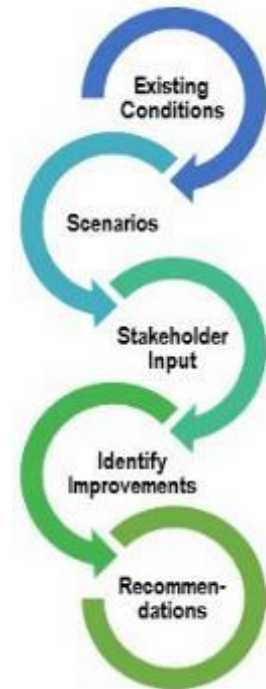 Existing
Conditions
Scenarios
Stakeholder
Input
Identify
Improvements
Recommen-
dations